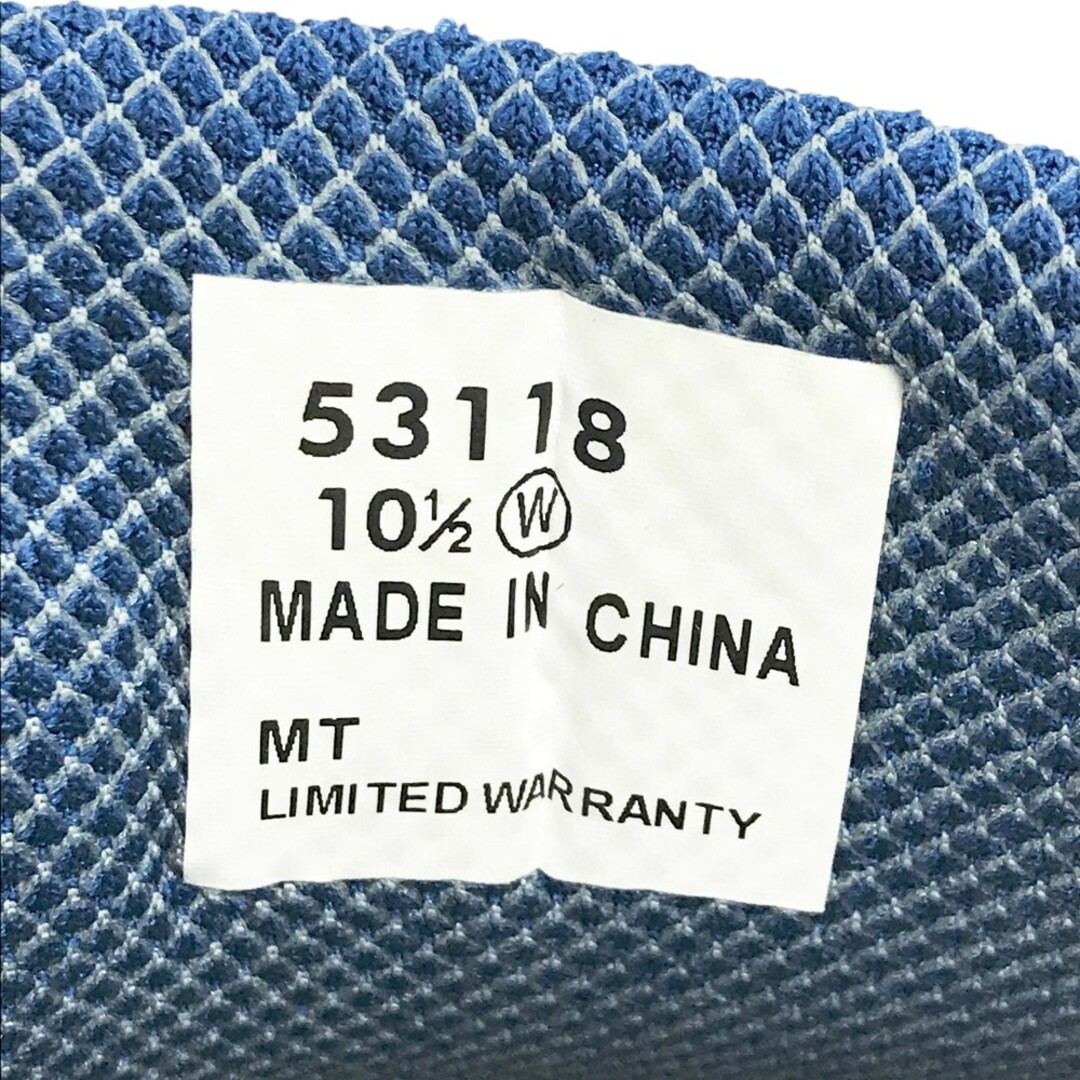 53118
10½ Ⓦ
MADE IN CHINA
MT
LIMITED WARRANTY